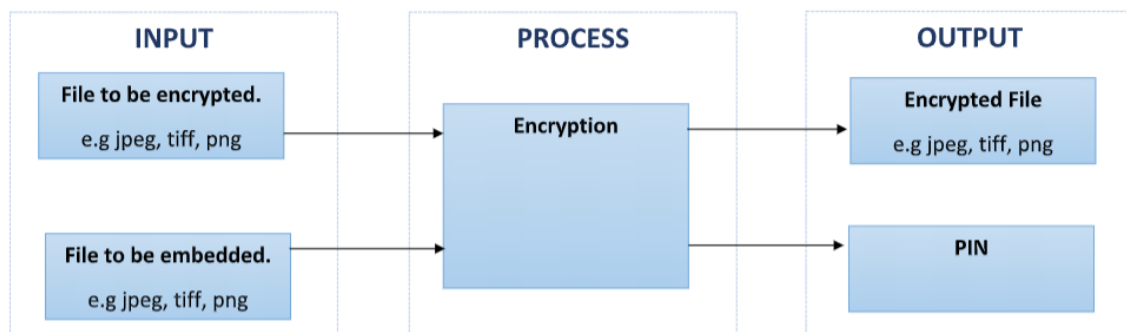 INPUT
File to be encrypted.
e.g jpeg, tiff, png
File to be embedded.
e.g jpeg, tiff, png
PROCESS
Encryption
OUTPUT
Encrypted File
e.g jpeg, tiff, png
PIN